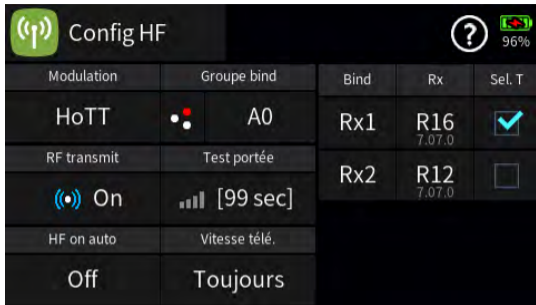 Config HF
?
96%
Modulation Groupe bind Bind Rx Sel. T
HoTT A0 Rx1 R16
7.07.0
RF transmit Test portée
Rx2 R12
7.07.0
On [99 sec]
HF on auto Vitesse télé.
Off Toujours